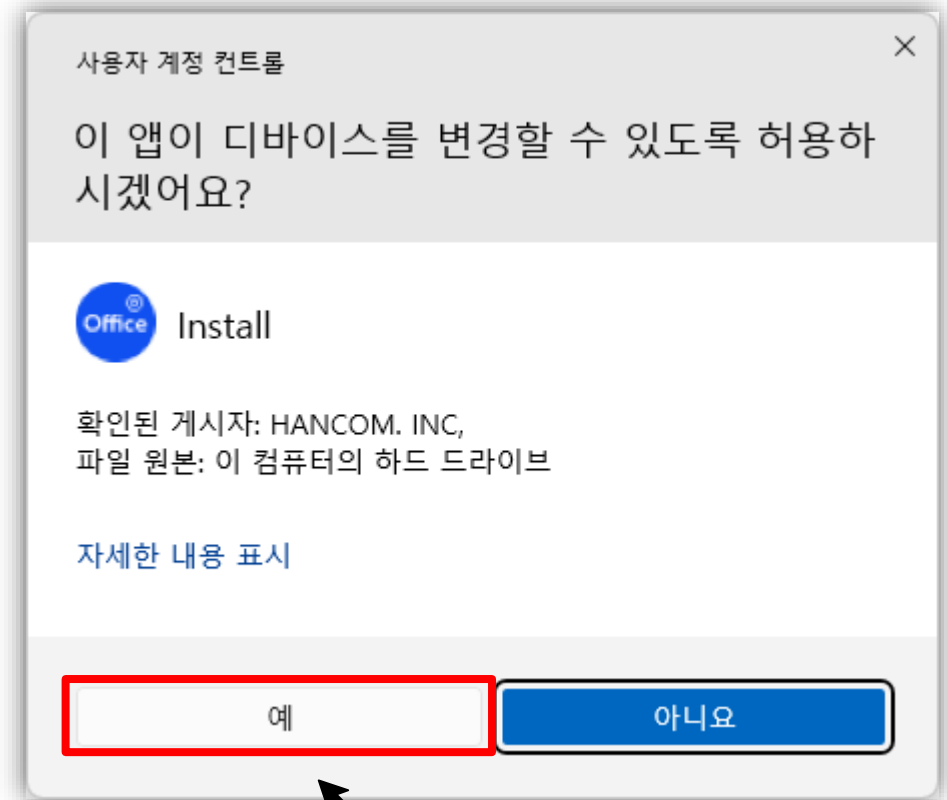 사용자 계정 컨트롤
이 앱이 디바이스를 변경할 수 있도록 허용하
시겠어요?
Office ®
Install
확인된 게시자: HANCOM. INC,
파일 원본: 이 컴퓨터의 하드 드라이브
자세한 내용 표시
예
아니요